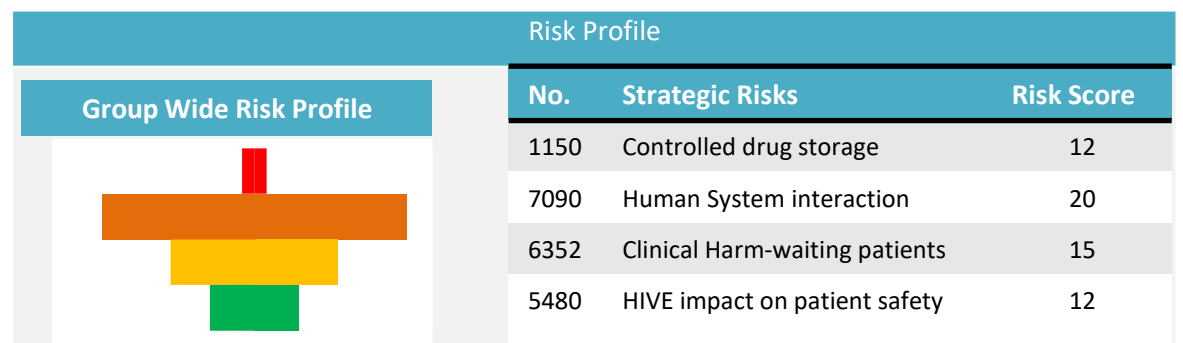 Risk Profile
Group Wide Risk Profile
No. Strategic Risks Risk Score
1150 Controlled drug storage 12
7090 Human System interaction 20
6352 Clinical Harm-waiting patients 15
5480 HIVE impact on patient safety 12